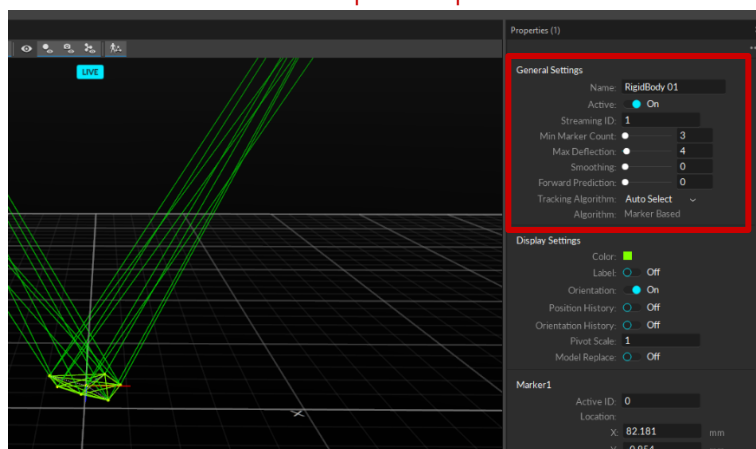 Properties (1)
LIVE
General Settings
Name: RigidBody 01
Active: On
Streaming ID: 1
Min Marker Count: 3
Max Deflection: 4
Smoothing: 0
Forward Prediction: 0
Tracking Algorithm: Auto Select
Algorithm: Marker Based
Display Settings
Color:
Label: Off
Orientation: On
Position History: Off
Orientation History: Off
Pivot Scale: 1
Model Replace: Off
Marker1
Active ID: 0
Location:
X: 82.181 mm